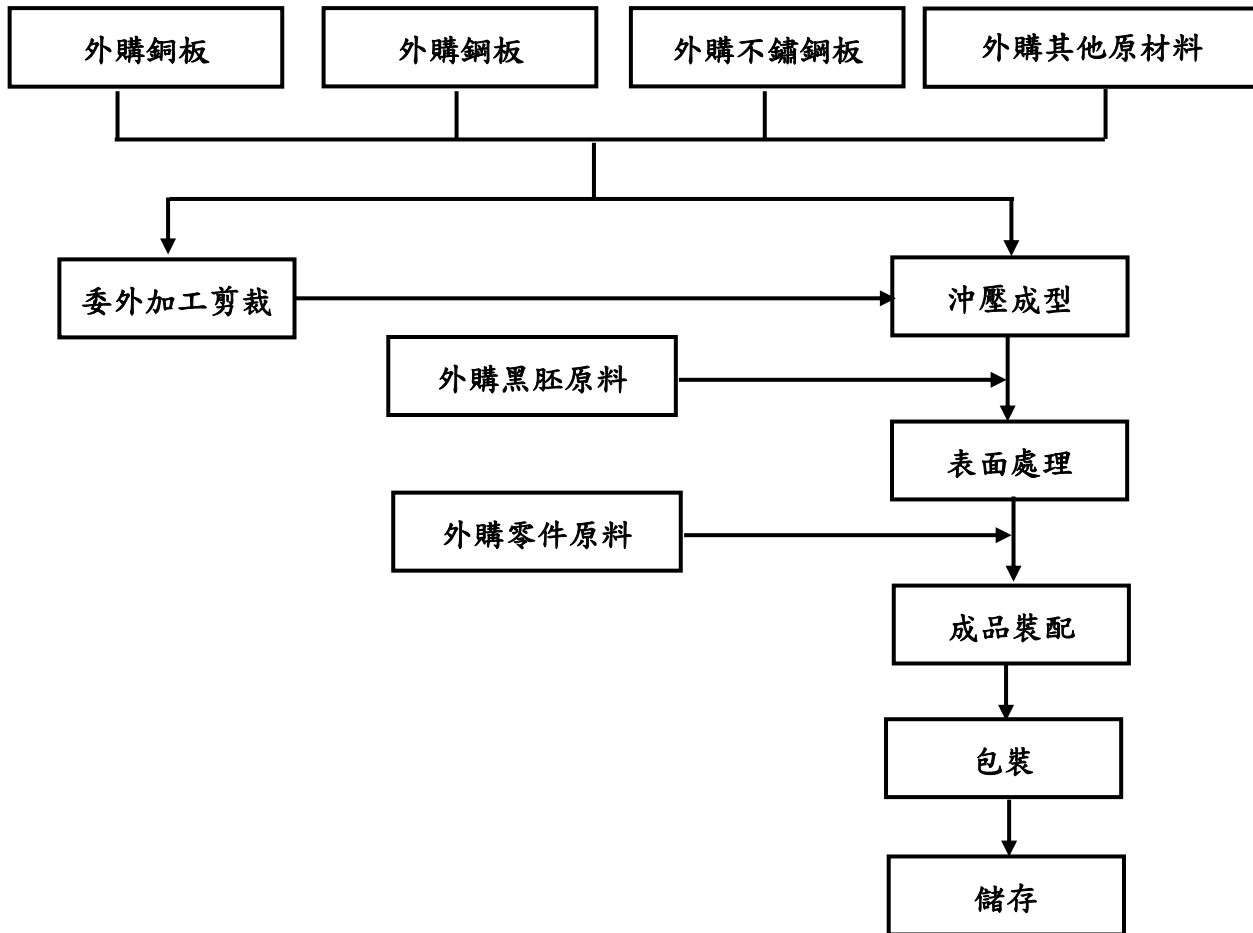 外購銅板
外購鋼板
外購不鏽鋼板
外購其他原材料
委外加工剪裁
沖壓成型
外購黑胚原料
表面處理
外購零件原料
成品裝配
包裝
儲存